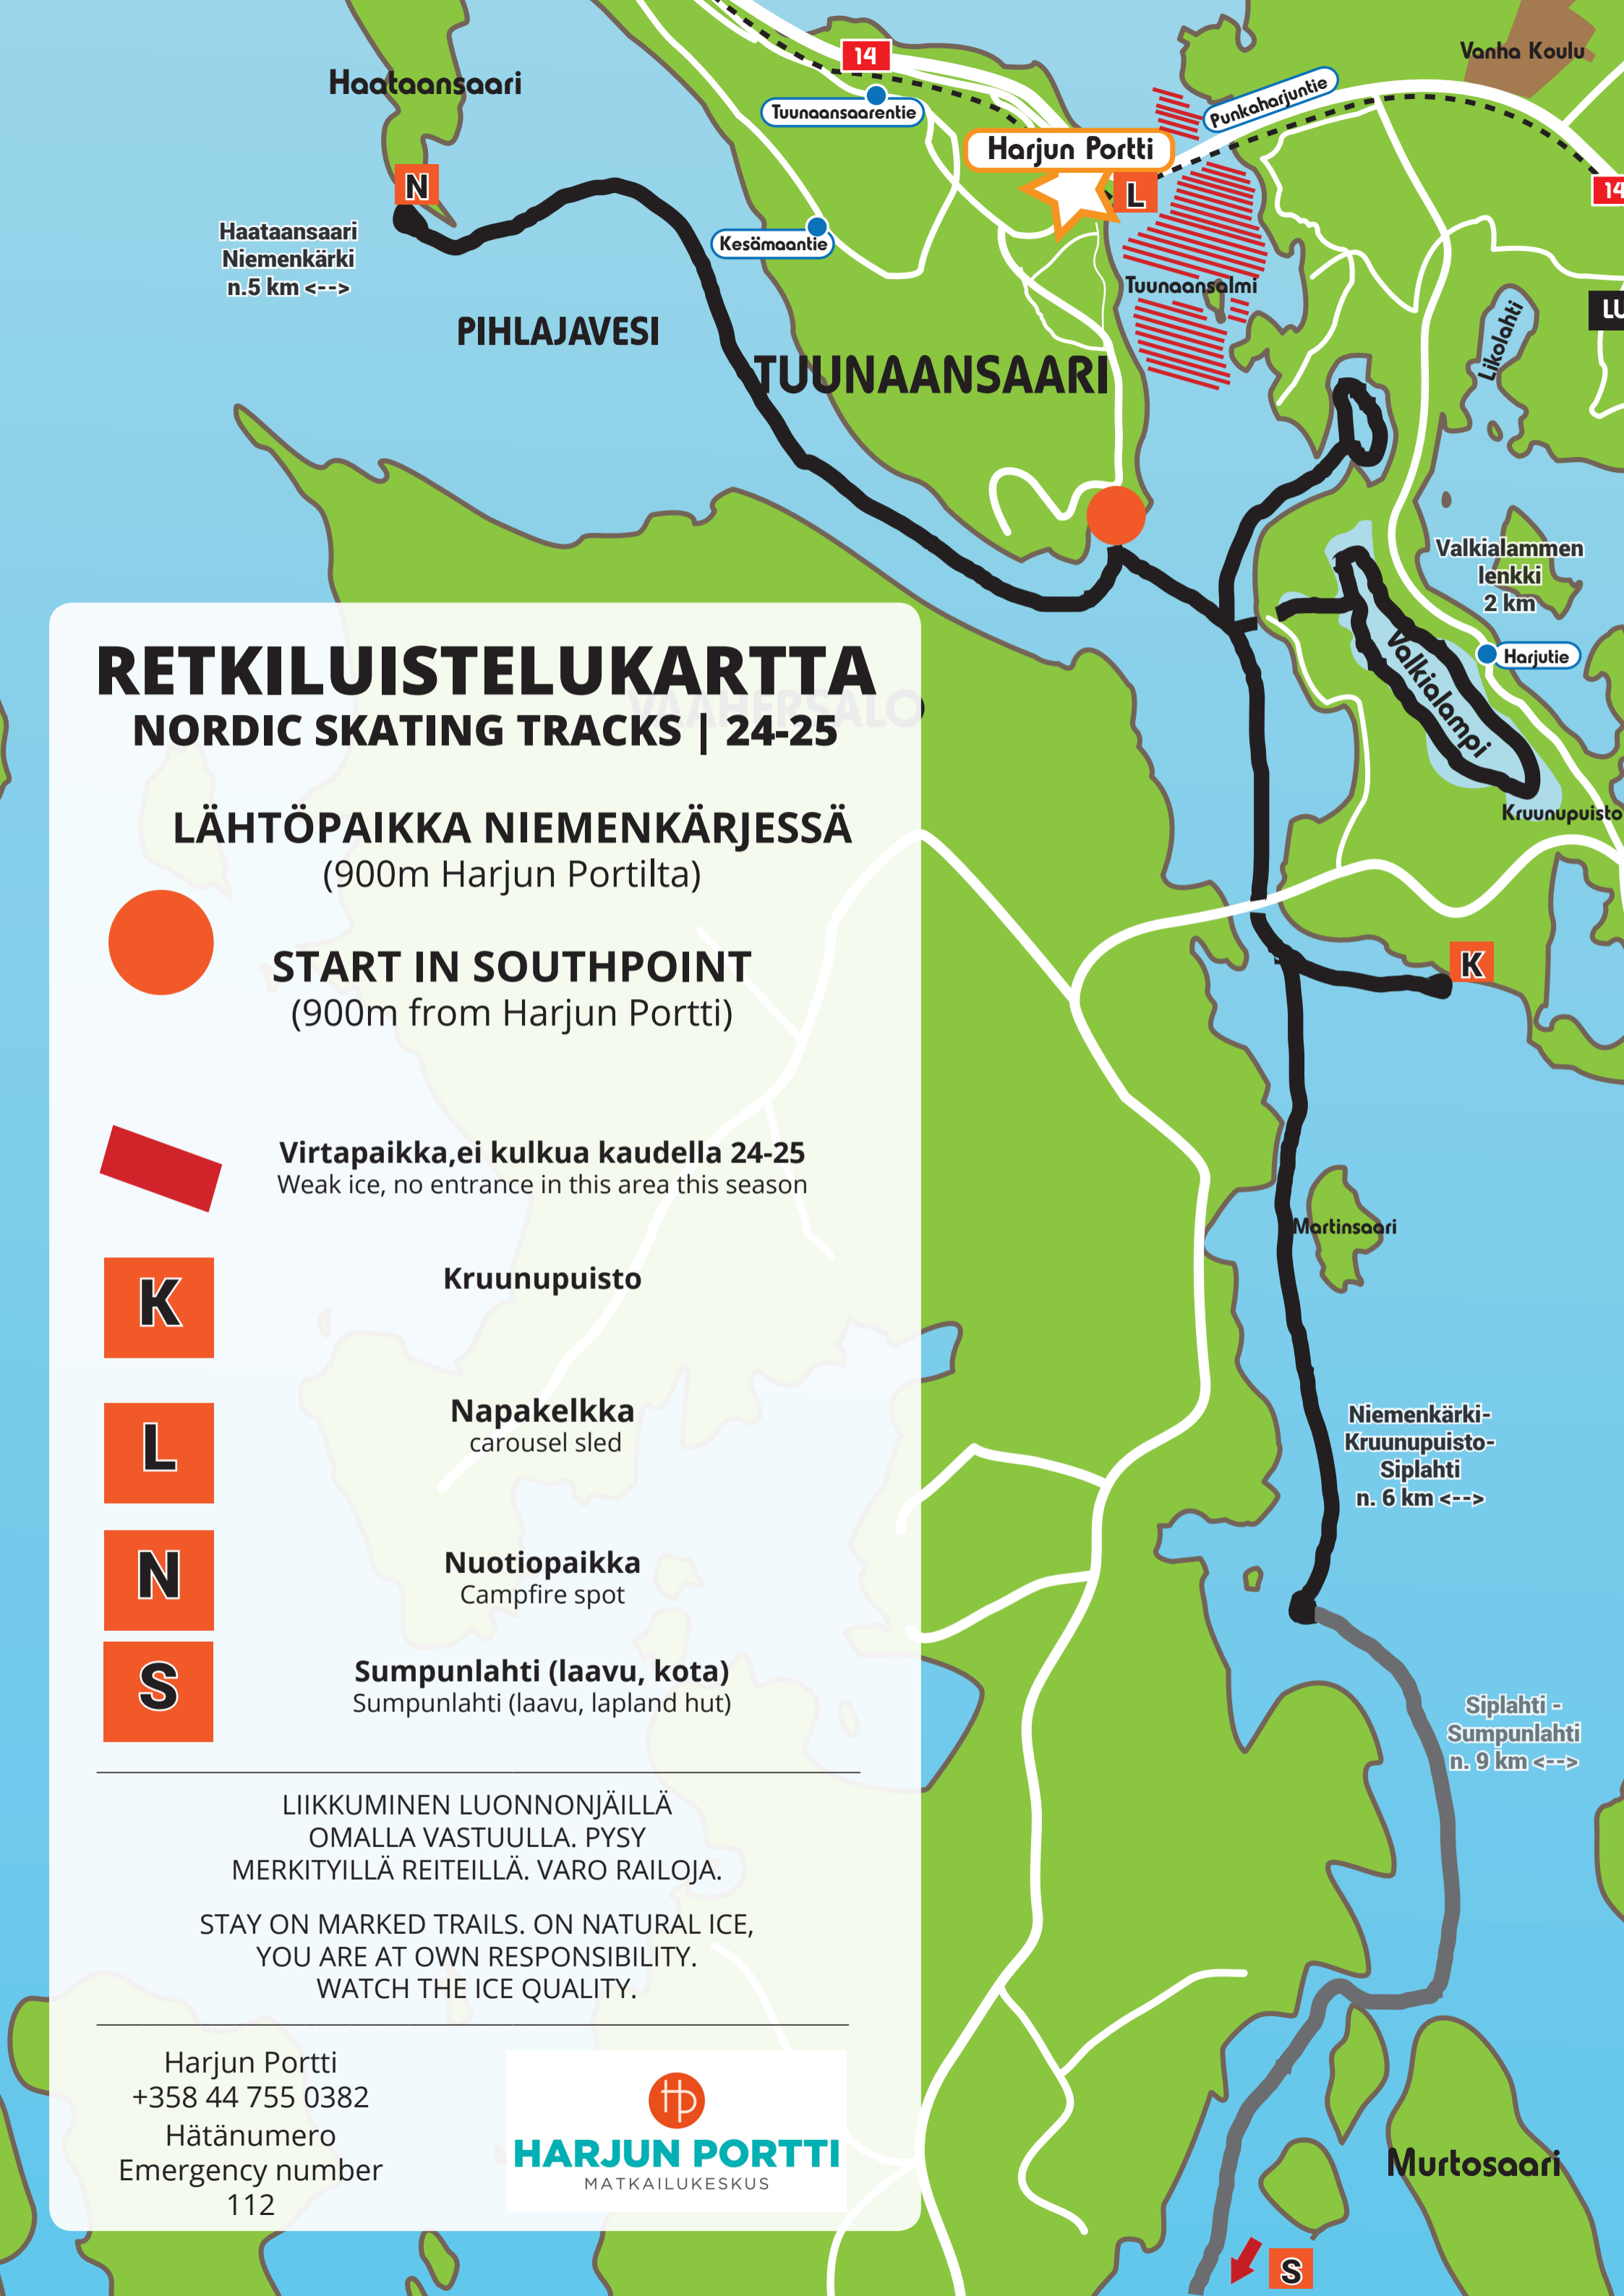 Vanha Koulu
14
Haataansaari
Punkaharjuntie
Tuunaansaarentie
Harjun Portti
N
L
14
Haataansaari
Niemenkärki
n.5 km <-->
Kesämaantie
Tuunaansalmi
LU
Likolahti
PIHLAJAVESI
TUUNAANSAARI
Valkialammen
lenkki
2 km
Harjutie
Valkialampi
Kruunupuisto
K
Martinsaari
Niemenkärki-
Kruunupuisto-
Siplahti
n. 6 km <-->
Siplahti -
Sumpunlahti
n. 9 km <-->
Murtosaari
S
VAAHERSALO
RETKILUISTELUKARTTA
NORDIC SKATING TRACKS | 24-25
LÄHTÖPAIKKA NIEMENKÄRJESSÄ
(900m Harjun Portilta)
START IN SOUTHPOINT
(900m from Harjun Portti)
Virtapaikka,ei kulkua kaudella 24-25
Weak ice, no entrance in this area this season
K
Kruunupuisto
L
Napakelkka
carousel sled
N
Nuotiopaikka
Campfire spot
S
Sumpunlahti (laavu, kota)
Sumpunlahti (laavu, lapland hut)
LIIKKUMINEN LUONNONJÄILLÄ
OMALLA VASTUULLA. PYSY
MERKITYILLÄ REITEILLÄ. VARO RAILOJA.
STAY ON MARKED TRAILS. ON NATURAL ICE,
YOU ARE AT OWN RESPONSIBILITY.
WATCH THE ICE QUALITY.
Harjun Portti
+358 44 755 0382
Hätänumero
Emergency number
112
HARJUN PORTTI
MATKAILUKESKUS